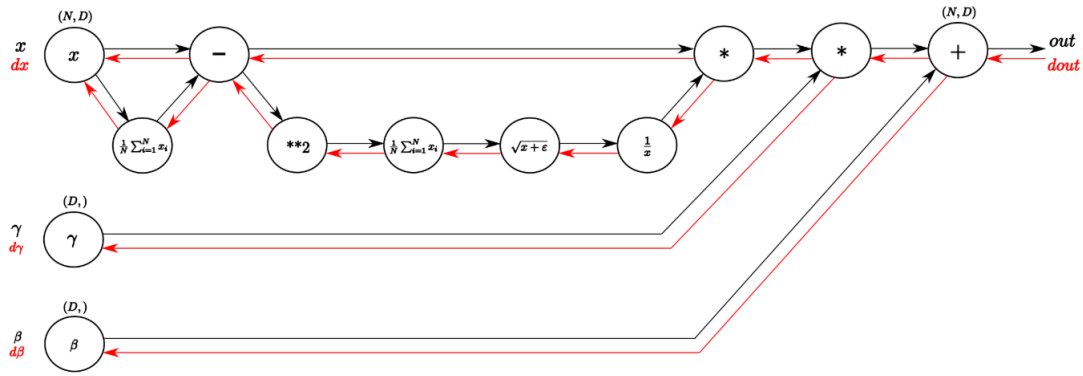 (N, D)
(N, D)
x
dx
x
−
*
*
+
out
dout
1/N ∑_{i=1}^{N} x_i
**2
1/N ∑_{i=1}^{N} x_i
√(x + ε)
1/x
(D,)
γ
dγ
γ
(D,)
β
dβ
β